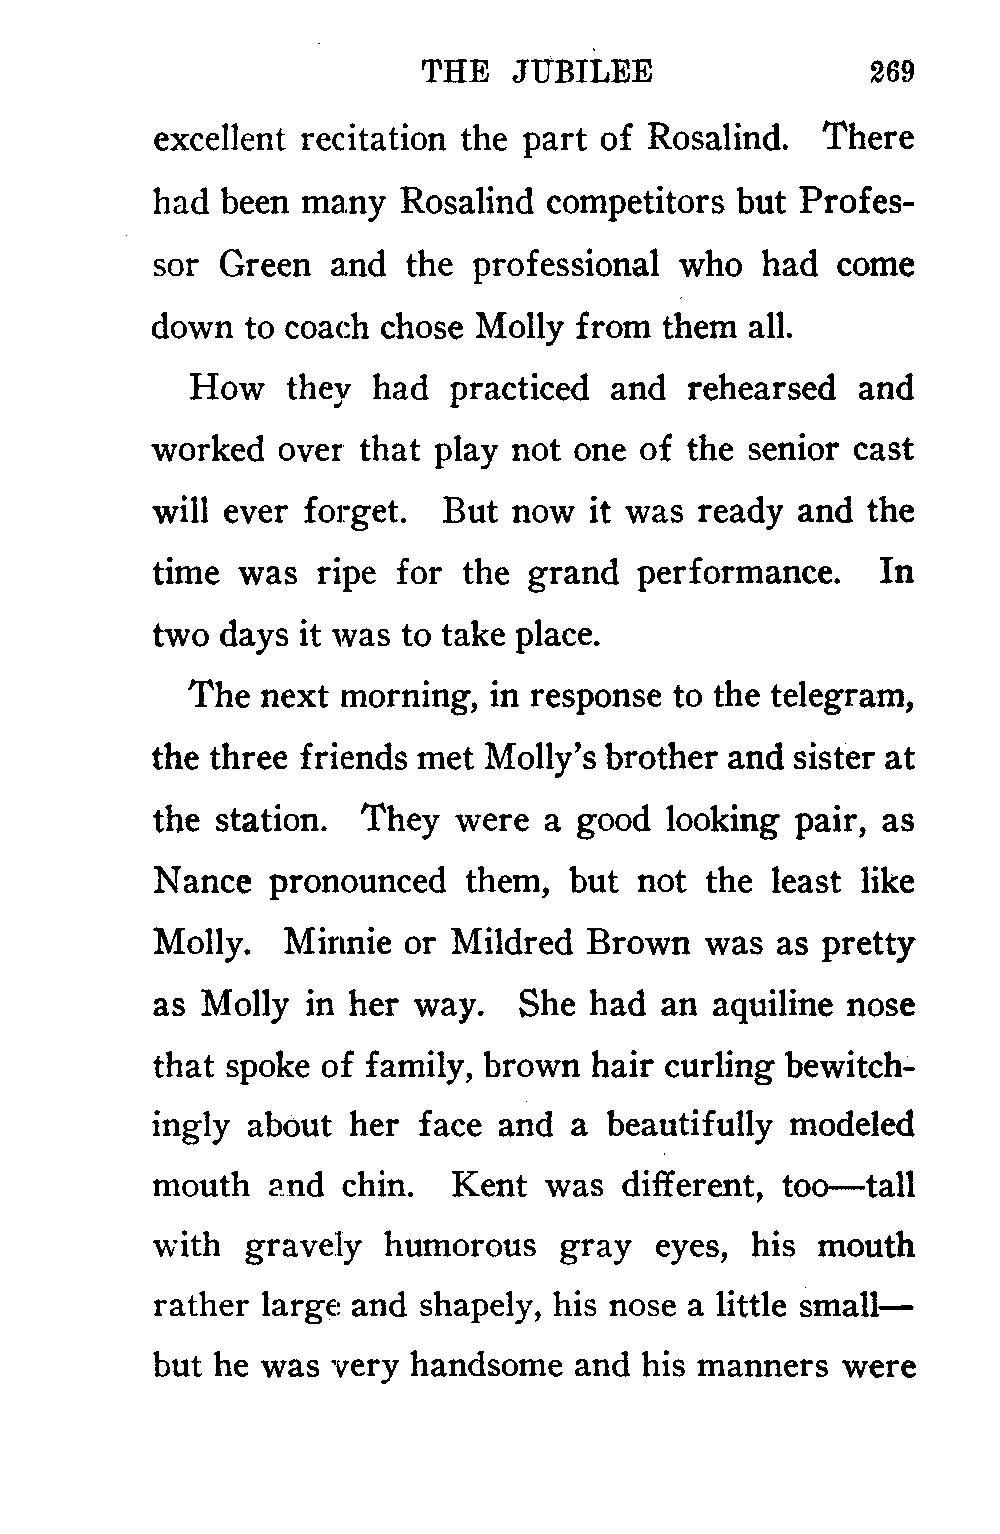 THE JUBILEE 269
excellent recitation the part of Rosalind. There
had been many Rosalind competitors but Profes-
sor Green and the professional who had come
down to coach chose Molly from them all.
How they had practiced and rehearsed and
worked over that play not one of the senior cast
will ever forget. But now it was ready and the
time was ripe for the grand performance. In
two days it was to take place.
The next morning, in response to the telegram,
the three friends met Molly's brother and sister at
the station. They were a good looking pair, as
Nance pronounced them, but not the least like
Molly. Minnie or Mildred Brown was as pretty
as Molly in her way. She had an aquiline nose
that spoke of family, brown hair curling bewitch-
ingly about her face and a beautifully modeled
mouth and chin. Kent was different, too—tall
with gravely humorous gray eyes, his mouth
rather large and shapely, his nose a little small—
but he was very handsome and his manners were